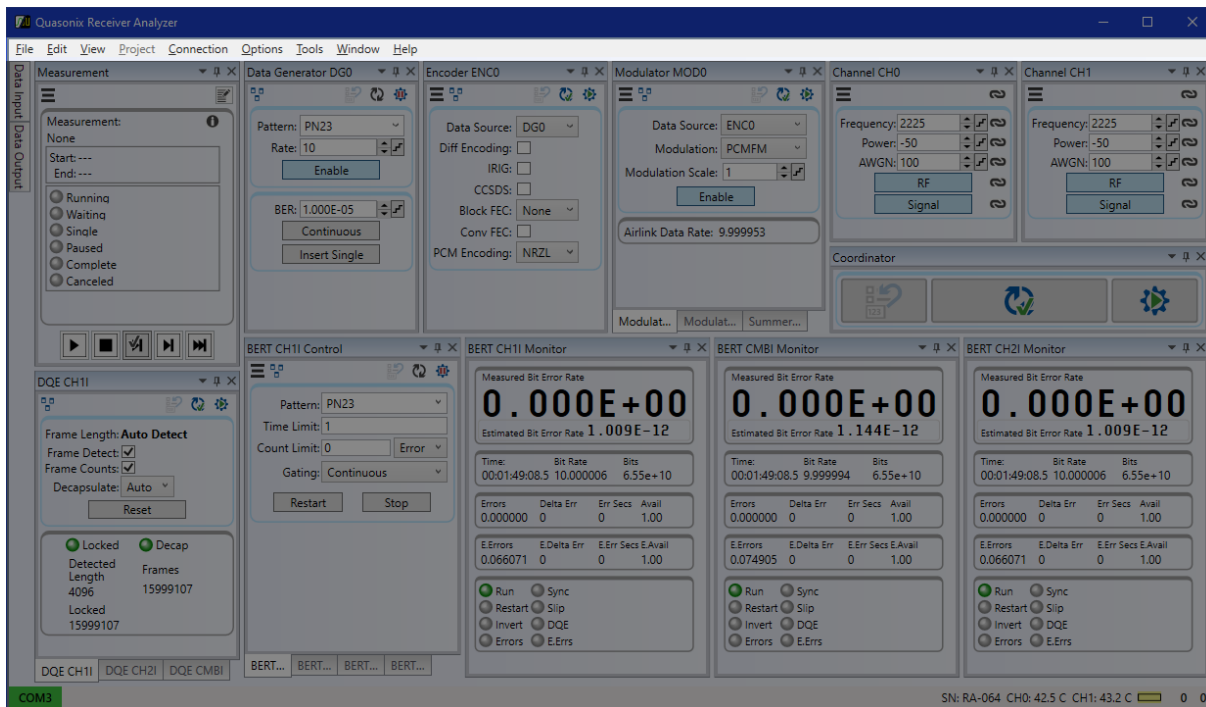 Quasonix Receiver Analyzer
File Edit View Project Connection Options Tools Window Help
Data Input
Data Output
Measurement
Measurement:
None
Start: ---
End: ---
Running
Waiting
Single
Paused
Complete
Canceled
Data Generator DG0
Pattern: PN23
Rate: 10
Enable
BER: 1.000E-05
Continuous
Insert Single
Encoder ENC0
Data Source: DG0
Diff Encoding:
IRIG:
CCSDS:
Block FEC: None
Conv FEC:
PCM Encoding: NRZL
Modulator MOD0
Data Source: ENC0
Modulation: PCMFM
Modulation Scale: 1
Enable
Airlink Data Rate: 9.999953
Modulat... Modulat... Summer...
Channel CH0
Frequency: 2225
Power: -50
AWGN: 100
RF
Signal
Channel CH1
Frequency: 2225
Power: -50
AWGN: 100
RF
Signal
Coordinator
123
DQE CH1I
Frame Length: Auto Detect
Frame Detect:
Frame Counts:
Decapsulate: Auto
Reset
Locked Decap
Detected
Length
4096
Frames
15999107
Locked
15999107
DQE CH1I DQE CH2I DQE CMBI
BERT CH1I Control
Pattern: PN23
Time Limit: 1
Count Limit: 0 Error
Gating: Continuous
Restart Stop
BERT... BERT... BERT... BERT...
BERT CH1I Monitor
Measured Bit Error Rate
0.000E+00
Estimated Bit Error Rate 1.009E-12
Time: Bit Rate Bits
00:01:49:08.5 10.000006 6.55e+10
Errors Delta Err Err Secs Avail
0.000000 0 0 1.00
E.Errors E.Delta Err E.Err Secs E.Avail
0.066071 0 0 1.00
Run Sync
Restart Slip
Invert DQE
Errors E.Errs
BERT CMBI Monitor
Measured Bit Error Rate
0.000E+00
Estimated Bit Error Rate 1.144E-12
Time: Bit Rate Bits
00:01:49:08.5 9.999994 6.55e+10
Errors Delta Err Err Secs Avail
0.000000 0 0 1.00
E.Errors E.Delta Err E.Err Secs E.Avail
0.074905 0 0 1.00
Run Sync
Restart Slip
Invert DQE
Errors E.Errs
BERT CH2I Monitor
Measured Bit Error Rate
0.000E+00
Estimated Bit Error Rate 1.009E-12
Time: Bit Rate Bits
00:01:49:08.5 10.000006 6.55e+10
Errors Delta Err Err Secs Avail
0.000000 0 0 1.00
E.Errors E.Delta Err E.Err Secs E.Avail
0.066071 0 0 1.00
Run Sync
Restart Slip
Invert DQE
Errors E.Errs
COM3
SN: RA-064 CH0: 42.5 C CH1: 43.2 C 0 0